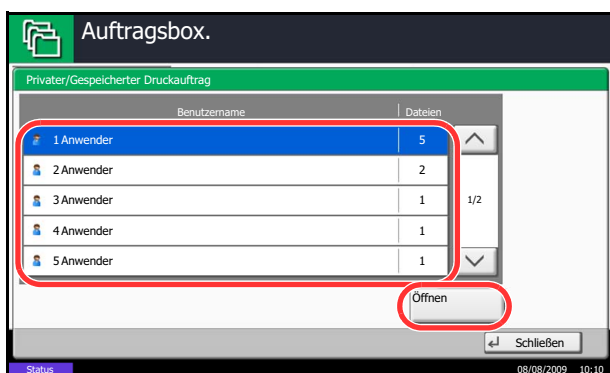 Auftragsbox.
Privater/Gespeicherter Druckauftrag
Benutzername Dateien
1 Anwender 5
2 Anwender 2
3 Anwender 1
1/2
4 Anwender 1
5 Anwender 1
Öffnen
Schließen
Status 08/08/2009 10:10